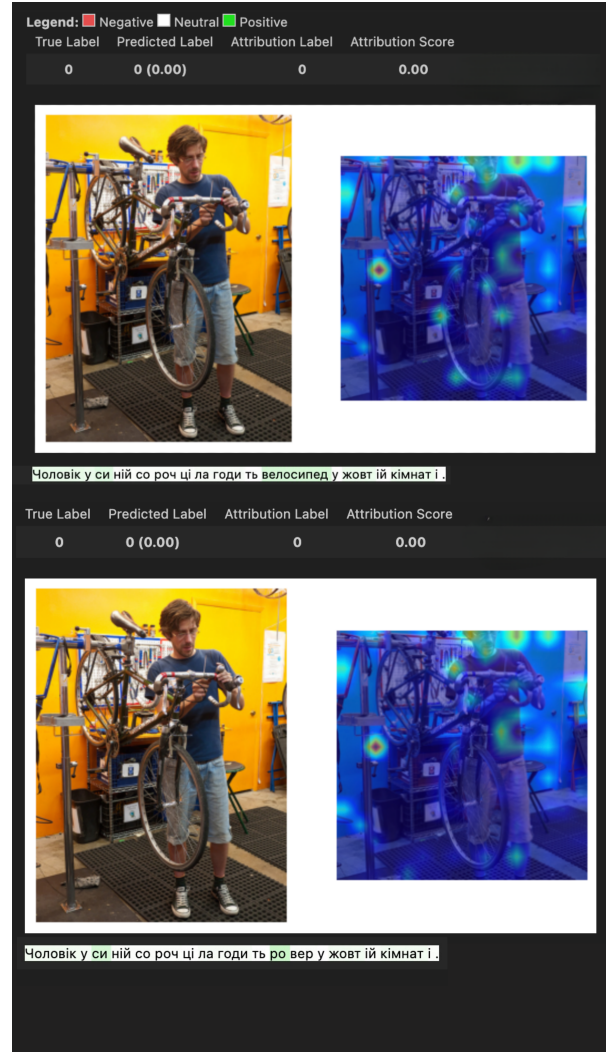 Legend: Negative Neutral Positive
True Label Predicted Label Attribution Label Attribution Score
0 0 (0.00) 0 0.00
Чоловік у си ній со роч ці ла годи ть велосипед у жовт ій кімнат і .
True Label Predicted Label Attribution Label Attribution Score
0 0 (0.00) 0 0.00
Чоловік у си ній со роч ці ла годи ть ро вер у жовт ій кімнат і .